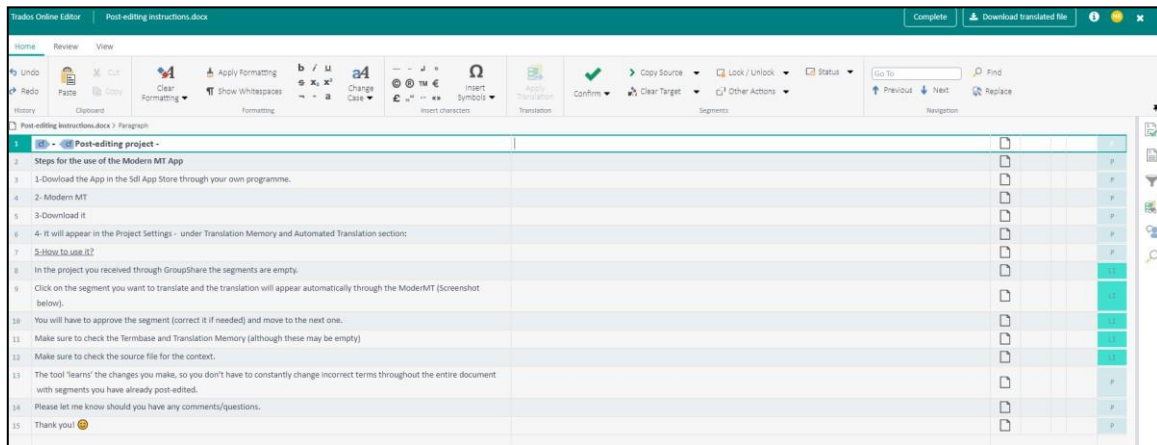 Trados Online Editor Post-editing instructions.docx Complete Download translated file
Home Review View
Undo Cut Apply Formatting b / u Change Case Insert Symbols Apply Translation Confirm Copy Source Lock / Unlock Status Go To Find
Redo Paste Copy Clear Formatting Show Whitespaces Clear Target Other Actions Previous Next Replace
History Clipboard Formatting Insert characters Translation Segments Navigation
Post-editing instructions.docx > Paragraph
1 cf - cf Post-editing project - P
2 Steps for the use of the Modern MT App P
3 1-Dowload the App in the Sdl App Store through your own programme. P
4 2- Modern MT P
5 3-Download it P
6 4- It will appear in the Project Settings - under Translation Memory and Automated Translation section: P
7 5-How to use it? P
8 In the project you received through GroupShare the segments are empty. LI
9 Click on the segment you want to translate and the translation will appear automatically through the ModerMT (Screenshot
below). LI
10 You will have to approve the segment (correct it if needed) and move to the next one. LI
11 Make sure to check the Termbase and Translation Memory (although these may be empty) LI
12 Make sure to check the source file for the context. LI
13 The tool 'learns' the changes you make, so you don't have to constantly change incorrect terms throughout the entire document
with segments you have already post-edited. P
14 Please let me know should you have any comments/questions. P
15 Thank you! 😊 P